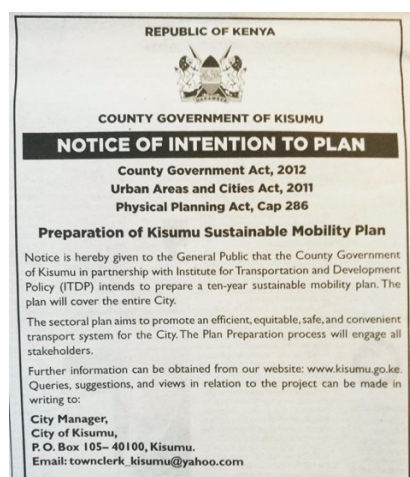 REPUBLIC OF KENYA
COUNTY GOVERNMENT OF KISUMU
NOTICE OF INTENTION TO PLAN
County Government Act, 2012
Urban Areas and Cities Act, 2011
Physical Planning Act, Cap 286
Preparation of Kisumu Sustainable Mobility Plan
Notice is hereby given to the General Public that the County Government
of Kisumu in partnership with Institute for Transportation and Development
Policy (ITDP) intends to prepare a ten-year sustainable mobility plan. The
plan will cover the entire City.
The sectoral plan aims to promote an efficient, equitable, safe, and convenient
transport system for the City. The Plan Preparation process will engage all
stakeholders.
Further information can be obtained from our website: www.kisumu.go.ke.
Queries, suggestions, and views in relation to the project can be made in
writing to:
City Manager,
City of Kisumu,
P. O. Box 105– 40100, Kisumu.
Email: townclerk_kisumu@yahoo.com